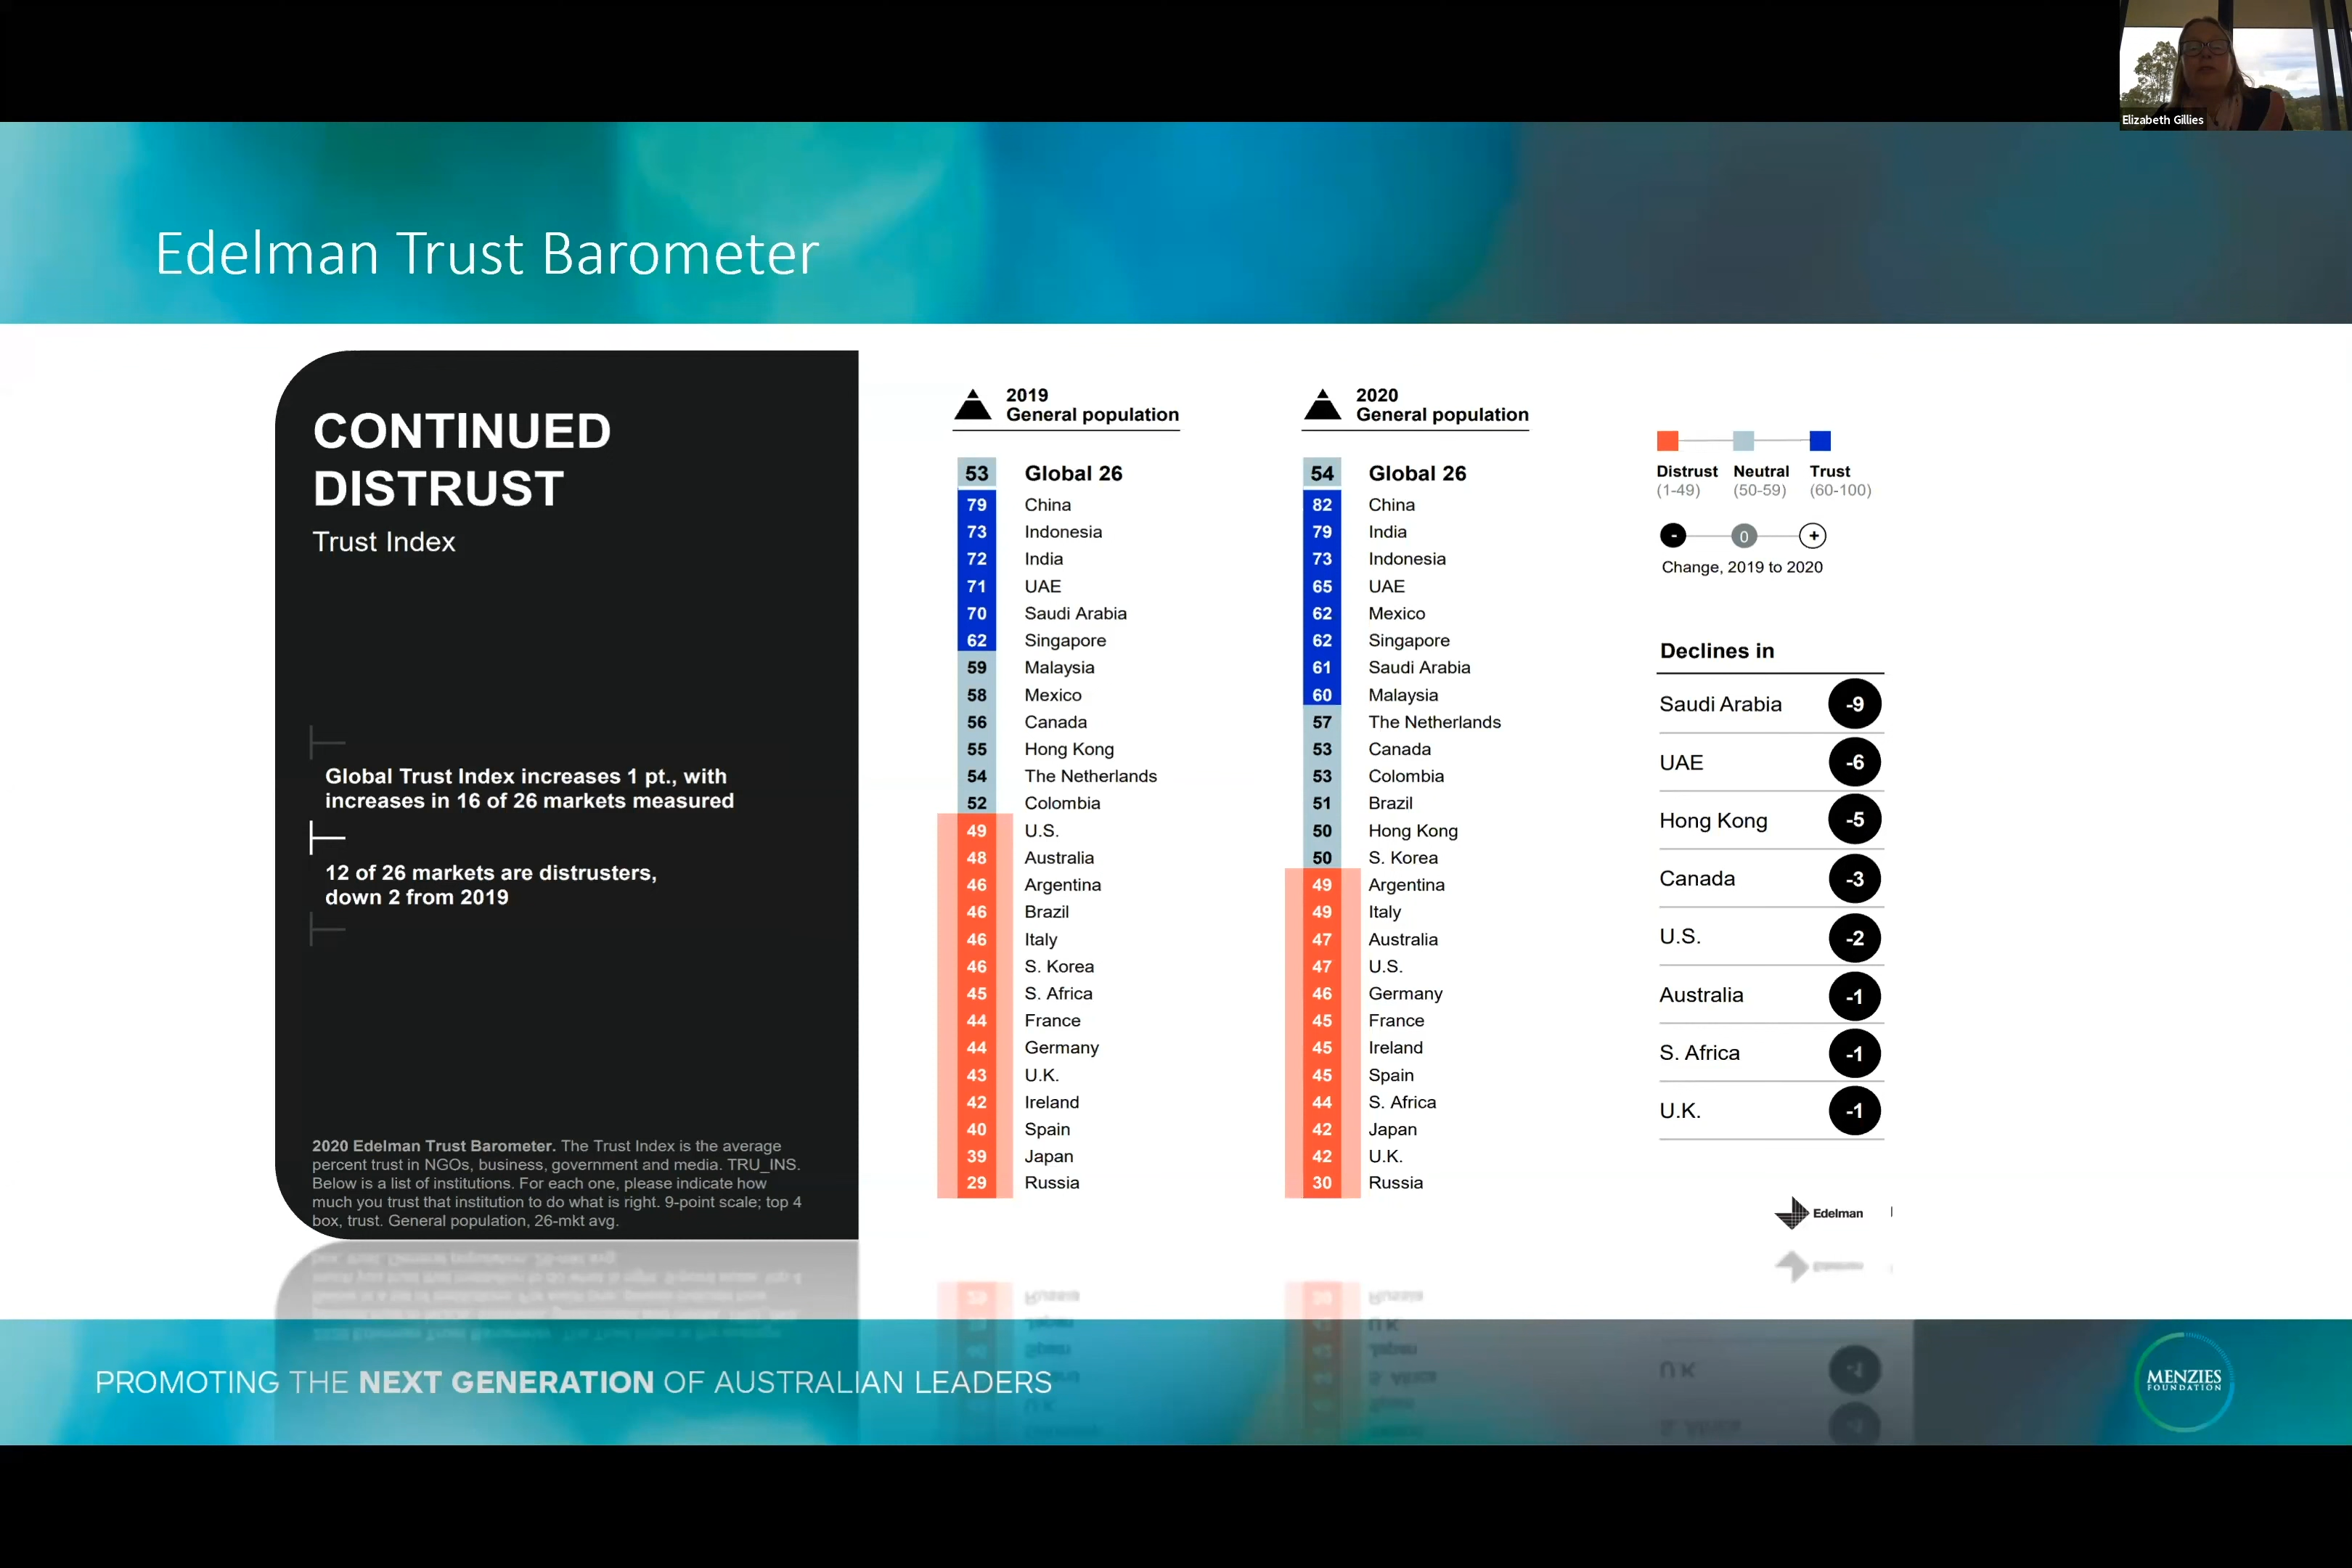 Elizabeth Gillies
Edelman Trust Barometer
CONTINUED
DISTRUST
Trust Index
Global Trust Index increases 1 pt., with
increases in 16 of 26 markets measured
12 of 26 markets are distrusters,
down 2 from 2019
2020 Edelman Trust Barometer. The Trust Index is the average
percent trust in NGOs, business, government and media. TRU_INS.
Below is a list of institutions. For each one, please indicate how
much you trust that institution to do what is right. 9-point scale; top 4
box, trust. General population, 26-mkt avg.
2019
General population
53 Global 26
79 China
73 Indonesia
72 India
71 UAE
70 Saudi Arabia
62 Singapore
59 Malaysia
58 Mexico
56 Canada
55 Hong Kong
54 The Netherlands
52 Colombia
49 U.S.
48 Australia
46 Argentina
46 Brazil
46 Italy
46 S. Korea
45 S. Africa
44 France
44 Germany
43 U.K.
42 Ireland
40 Spain
39 Japan
29 Russia
2020
General population
54 Global 26
82 China
79 India
73 Indonesia
65 UAE
62 Mexico
62 Singapore
61 Saudi Arabia
60 Malaysia
57 The Netherlands
53 Canada
53 Colombia
51 Brazil
50 Hong Kong
50 S. Korea
49 Argentina
49 Italy
47 Australia
47 U.S.
46 Germany
45 France
45 Ireland
45 Spain
44 S. Africa
42 Japan
42 U.K.
30 Russia
Distrust Neutral Trust
(1-49) (50-59) (60-100)
- 0 +
Change, 2019 to 2020
Declines in
Saudi Arabia -9
UAE -6
Hong Kong -5
Canada -3
U.S. -2
Australia -1
S. Africa -1
U.K. -1
Edelman
PROMOTING THE NEXT GENERATION OF AUSTRALIAN LEADERS
MENZIES
FOUNDATION